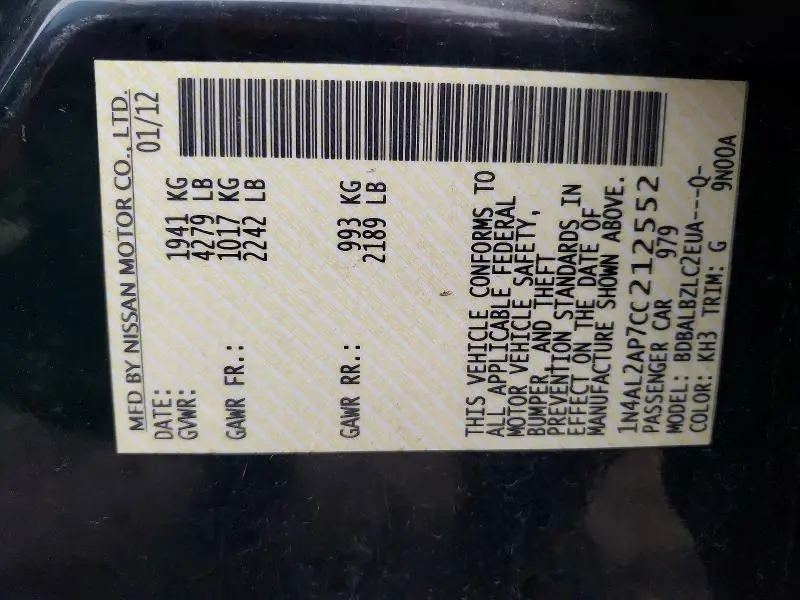 MFD BY NISSAN MOTOR CO., LTD.
DATE: 01/12
GVWR: 1941 KG
4279 LB
GAWR FR.: 1017 KG
2242 LB
GAWR RR.: 993 KG
2189 LB
THIS VEHICLE CONFORMS TO
ALL APPLICABLE FEDERAL
MOTOR VEHICLE SAFETY,
BUMPER, AND THEFT
PREVENTION STANDARDS IN
EFFECT ON THE DATE OF
MANUFACTURE SHOWN ABOVE.
1N4AL2AP7CC212552
PASSENGER CAR 979
MODEL: BDBALBZLC2EUA---Q-
COLOR: KH3 TRIM: G 9N00A